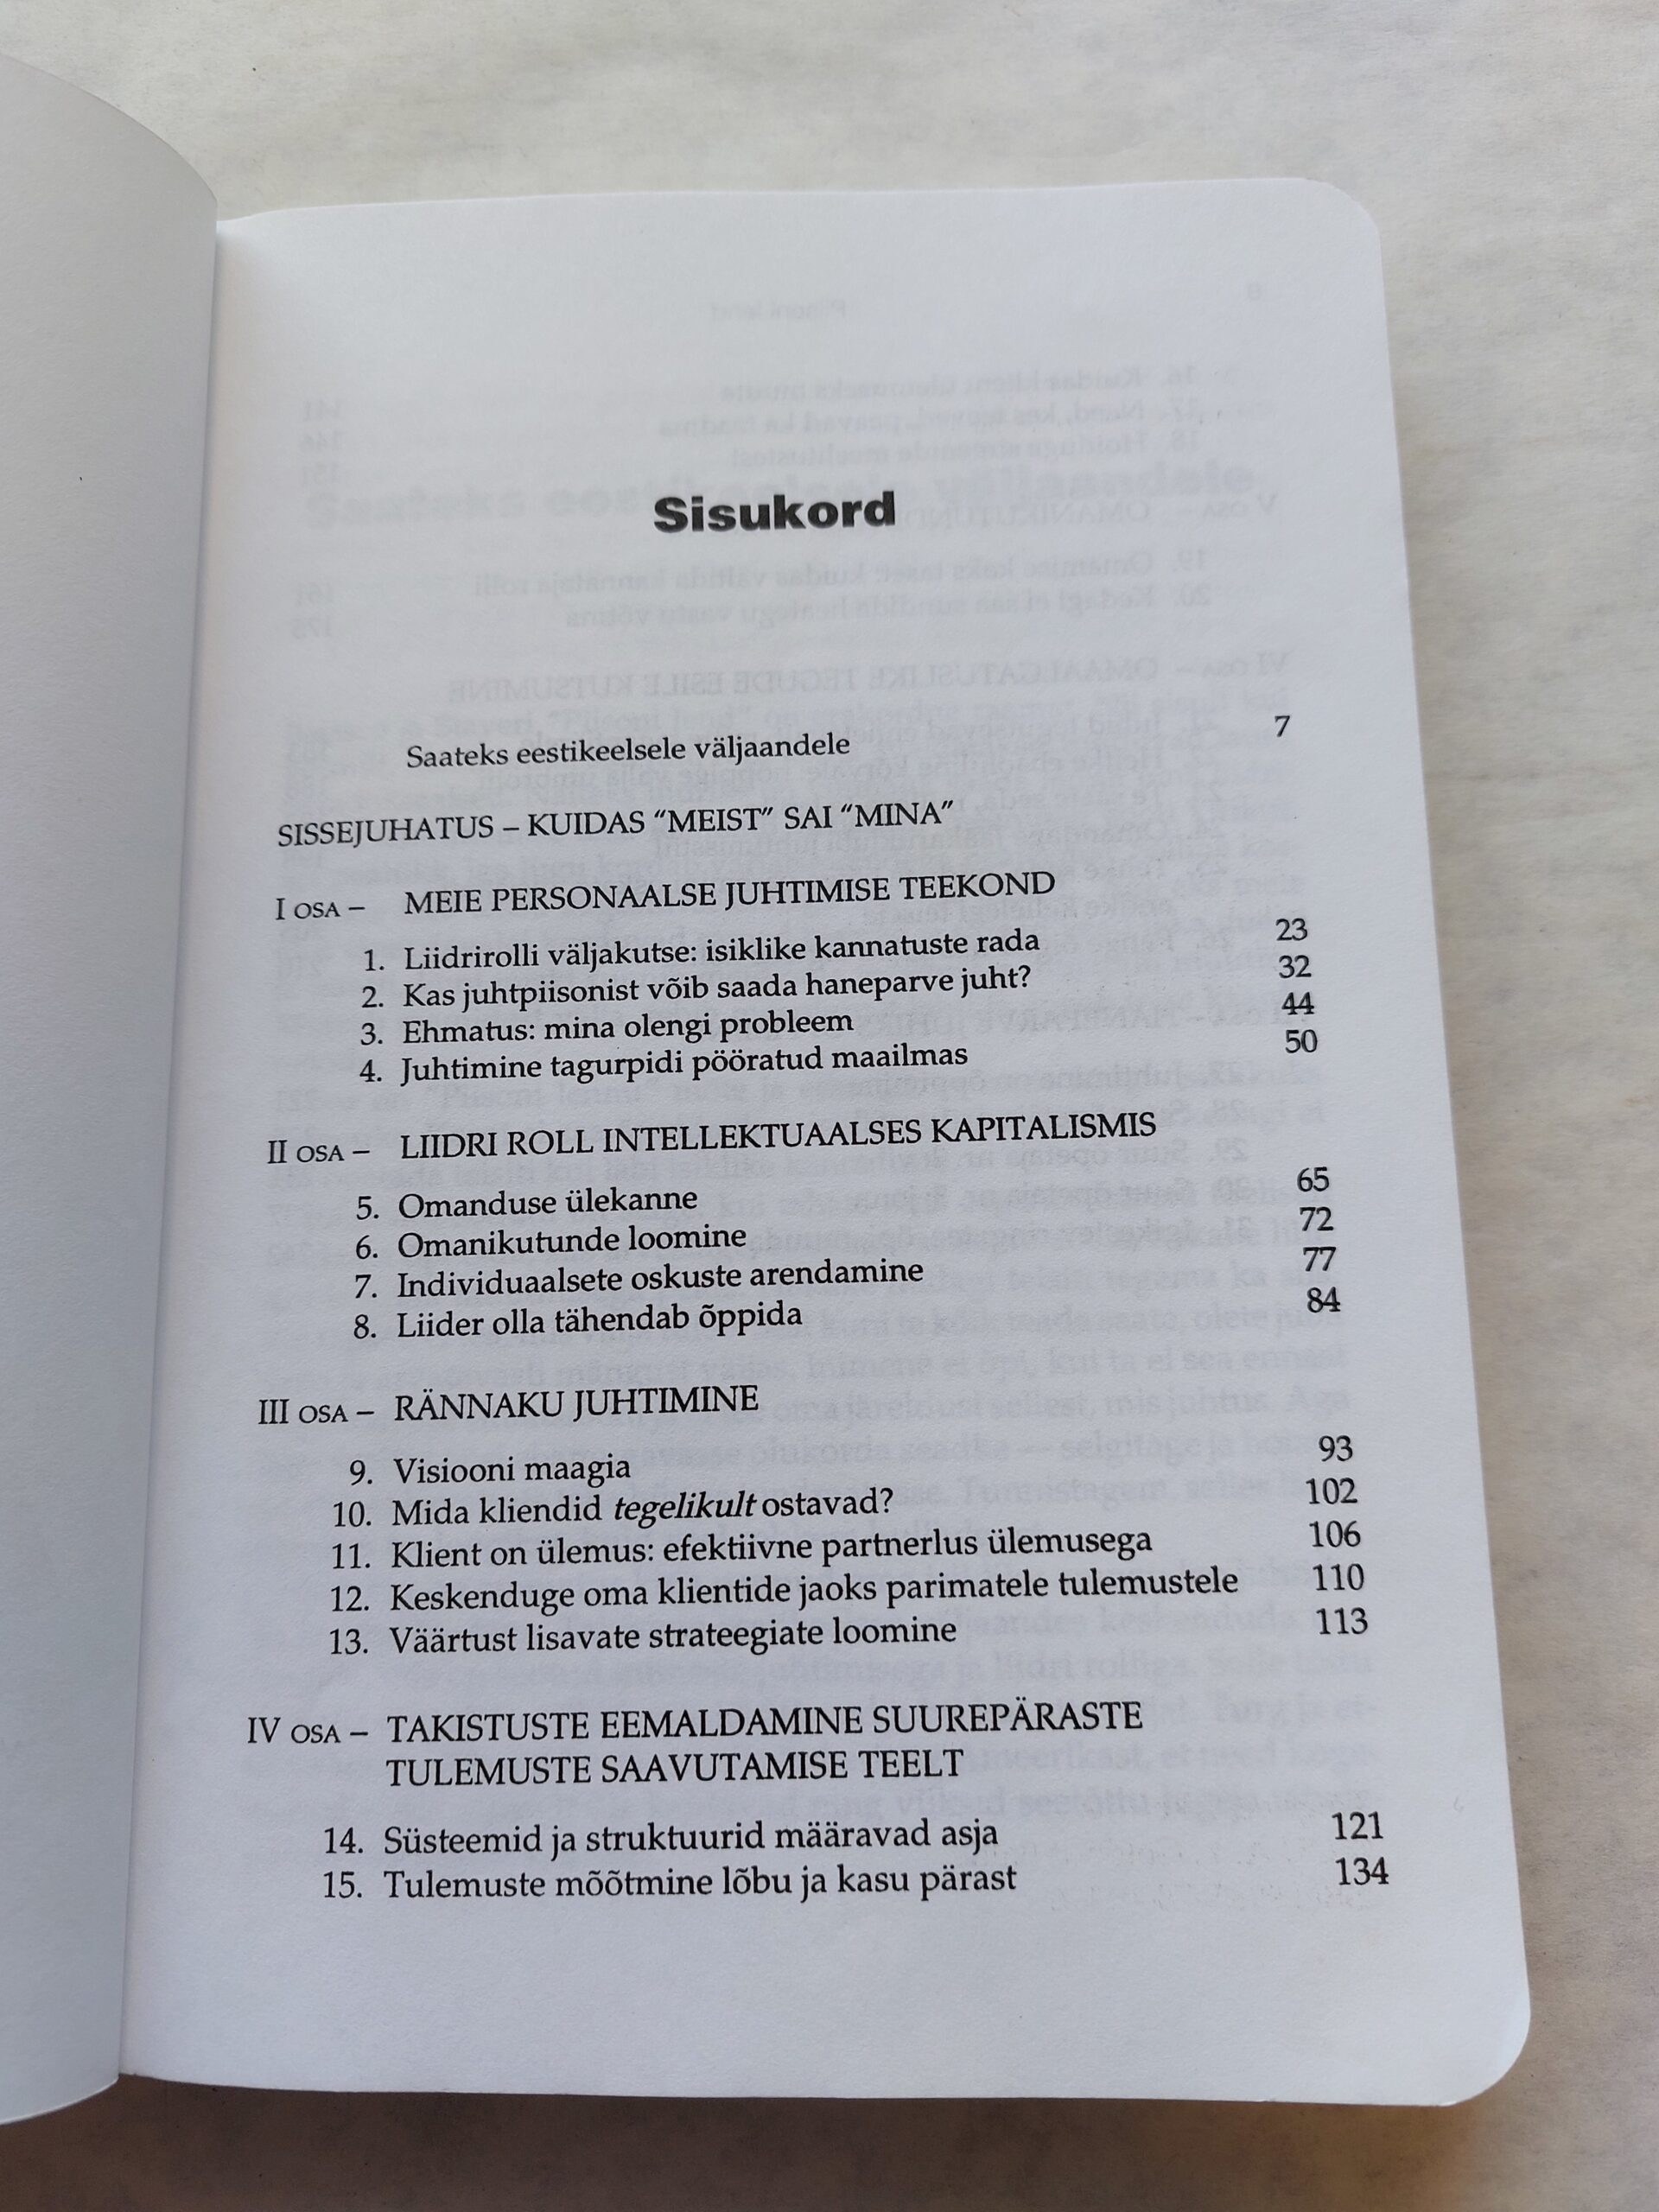 Sisukord
Saateks eestikeelsele väljaandele 7
SISSEJUHATUS – KUIDAS “MEIST” SAI “MINA”
I OSA – MEIE PERSONAALSE JUHTIMISE TEEKOND
1. Liidrirolli väljakutse: isiklike kannatuste rada 23
2. Kas juhtpiisonist võib saada haneparve juht? 32
3. Ehmatus: mina olengi probleem 44
4. Juhtimine tagurpidi pööratud maailmas 50
II OSA – LIIDRI ROLL INTELLEKTUAALSES KAPITALISMIS
5. Omanduse ülekanne 65
6. Omanikutunde loomine 72
7. Individuaalsete oskuste arendamine 77
8. Liider olla tähendab õppida 84
III OSA – RÄNNAKU JUHTIMINE
9. Visiooni maagia 93
10. Mida kliendid tegelikult ostavad? 102
11. Klient on ülemus: efektiivne partnerlus ülemusega 106
12. Keskenduge oma klientide jaoks parimatele tulemustele 110
13. Väärtust lisavate strateegiate loomine 113
IV OSA – TAKISTUSTE EEMALDAMINE SUUREPÄRASTE
TULEMUSTE SAAVUTAMISE TEELT
14. Süsteemid ja struktuurid määravad asja 121
15. Tulemuste mõõtmine lõbu ja kasu pärast 134